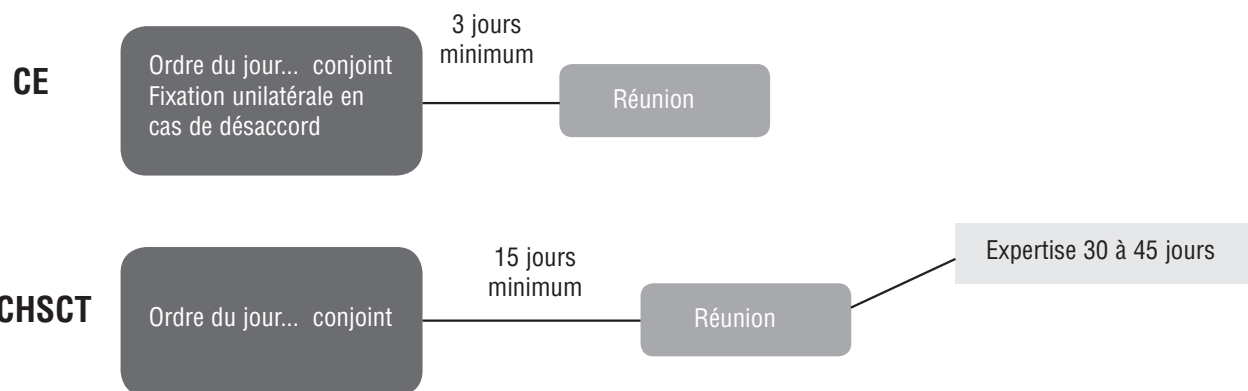 CE
Ordre du jour... conjoint
Fixation unilatérale en
cas de désaccord
3 jours
minimum
Réunion
CHSCT
Ordre du jour... conjoint
15 jours
minimum
Réunion
Expertise 30 à 45 jours